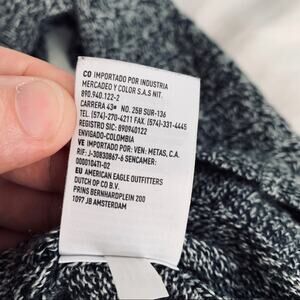 CO IMPORTADO POR INDUSTRIA
MERCADEO Y COLOR S.A.S NIT.
890.940.122-2
CARRERA 43ª NO. 25B SUR-136
TEL. (574)-270-4211 FAX. (574)-331-4445
REGISTRO SIC: 890940122
ENVIGADO-COLOMBIA
VE IMPORTADO POR: VEN: METAS, C.A.
RIF: J-30830867-6 SENCAMER:
00001041I-02
EU AMERICAN EAGLE OUTFITTERS
DUTCH OP CO B.V.
PRINS BERNHARDPLEIN 200
1097 JB AMSTERDAM